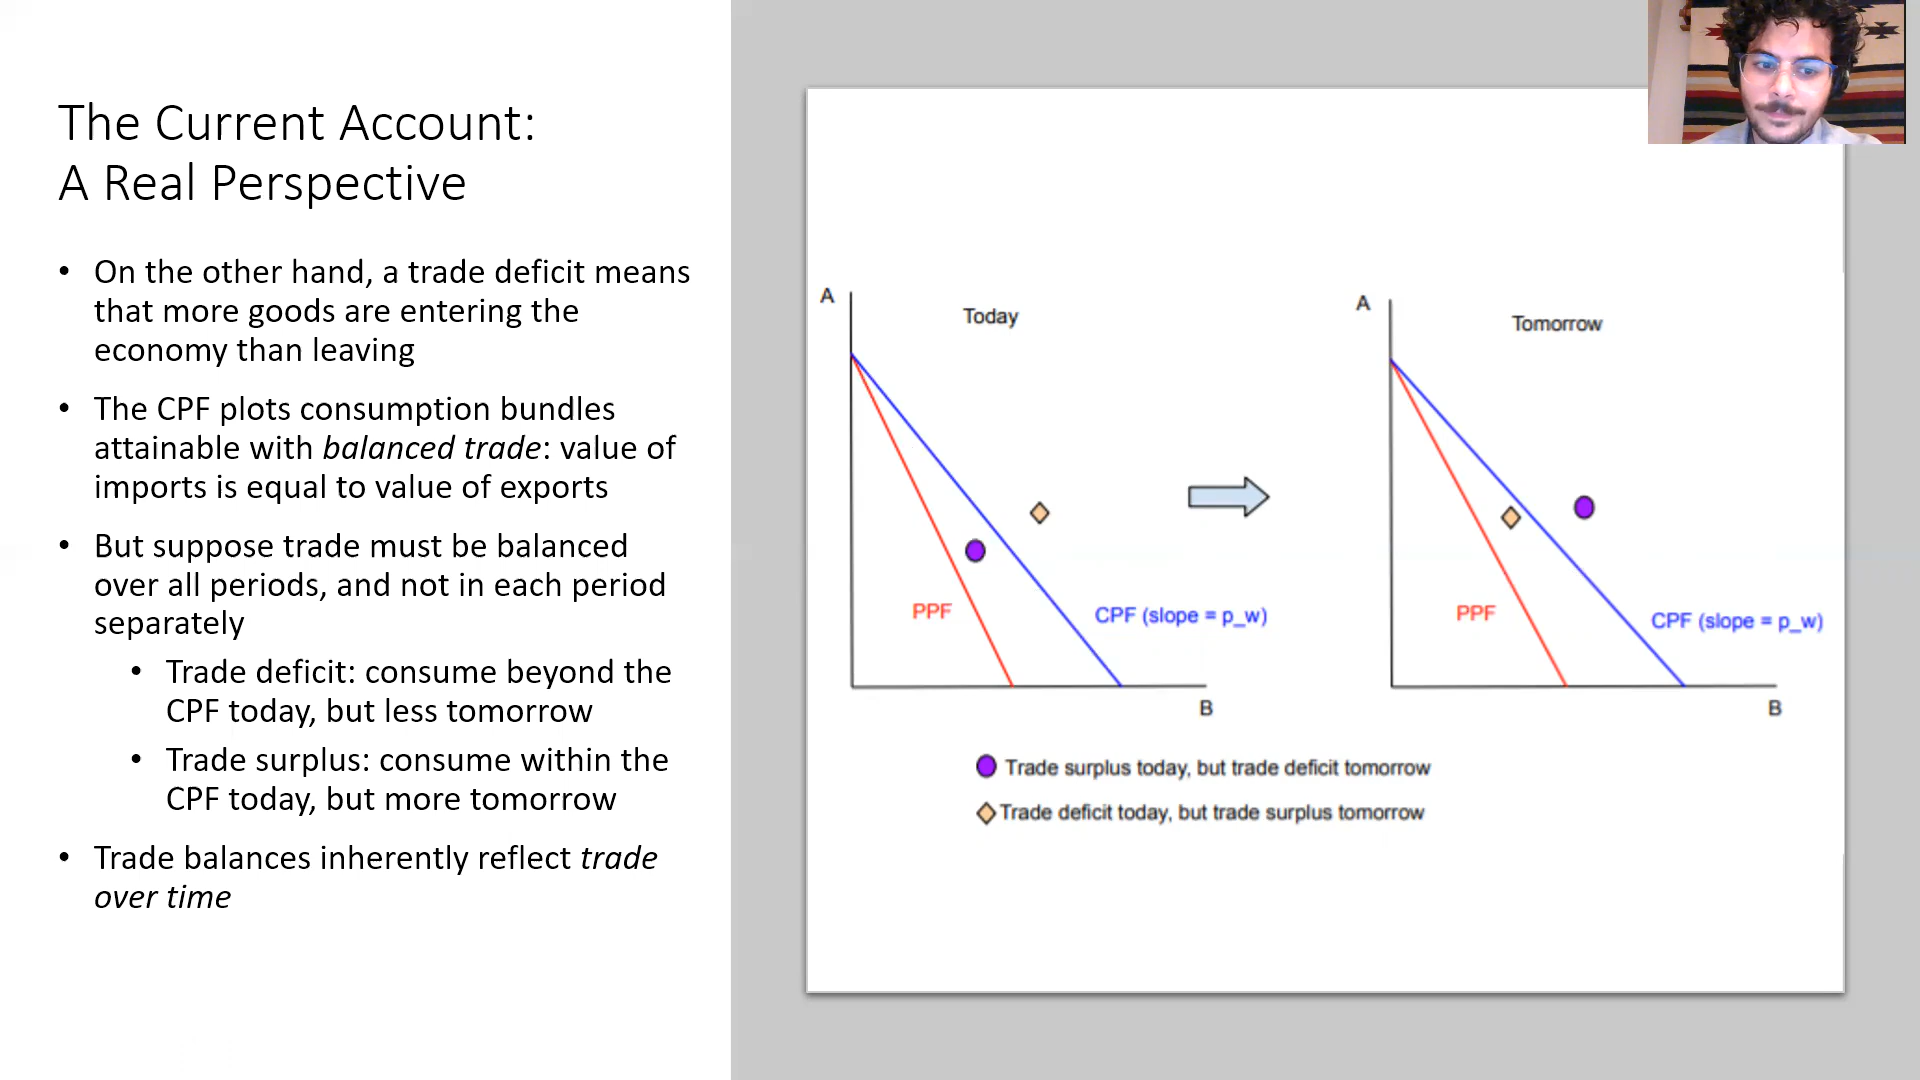 The Current Account:
A Real Perspective
• On the other hand, a trade deficit means
that more goods are entering the
economy than leaving
• The CPF plots consumption bundles
attainable with balanced trade: value of
imports is equal to value of exports
• But suppose trade must be balanced
over all periods, and not in each period
separately
• Trade deficit: consume beyond the
CPF today, but less tomorrow
• Trade surplus: consume within the
CPF today, but more tomorrow
• Trade balances inherently reflect trade
over time
A
Today
PPF
CPF (slope = p_w)
B
A
Tomorrow
PPF
CPF (slope = p_w)
B
Trade surplus today, but trade deficit tomorrow
Trade deficit today, but trade surplus tomorrow